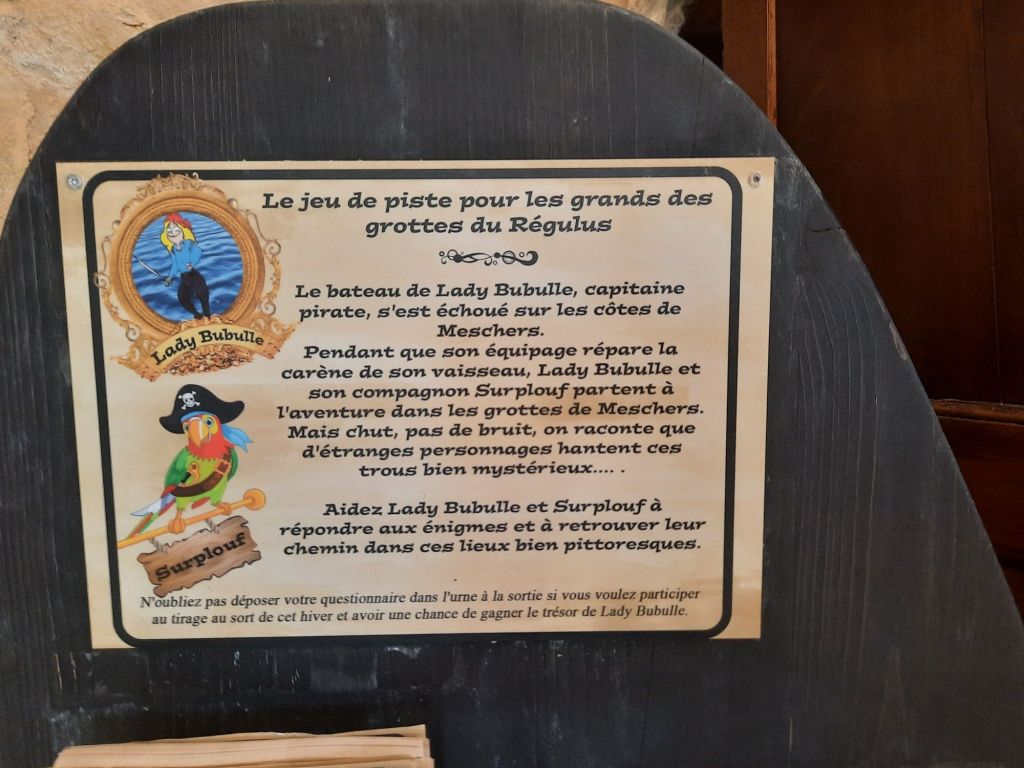 Le jeu de piste pour les grands des
grottes du Régulus
Lady Bubulle
Le bateau de Lady Bubulle, capitaine
pirate, s'est échoué sur les côtes de
Meschers.
Pendant que son équipage répare la
carène de son vaisseau, Lady Bubulle et
son compagnon Surplouf partent à
l'aventure dans les grottes de Meschers.
Mais chut, pas de bruit, on raconte que
d'étranges personnages hantent ces
trous bien mystérieux.... .
Surplouf
Aidez Lady Bubulle et Surplouf à
répondre aux énigmes et à retrouver leur
chemin dans ces lieux bien pittoresques.
N'oubliez pas déposer votre questionnaire dans l'urne à la sortie si vous voulez participer
au tirage au sort de cet hiver et avoir une chance de gagner le trésor de Lady Bubulle.